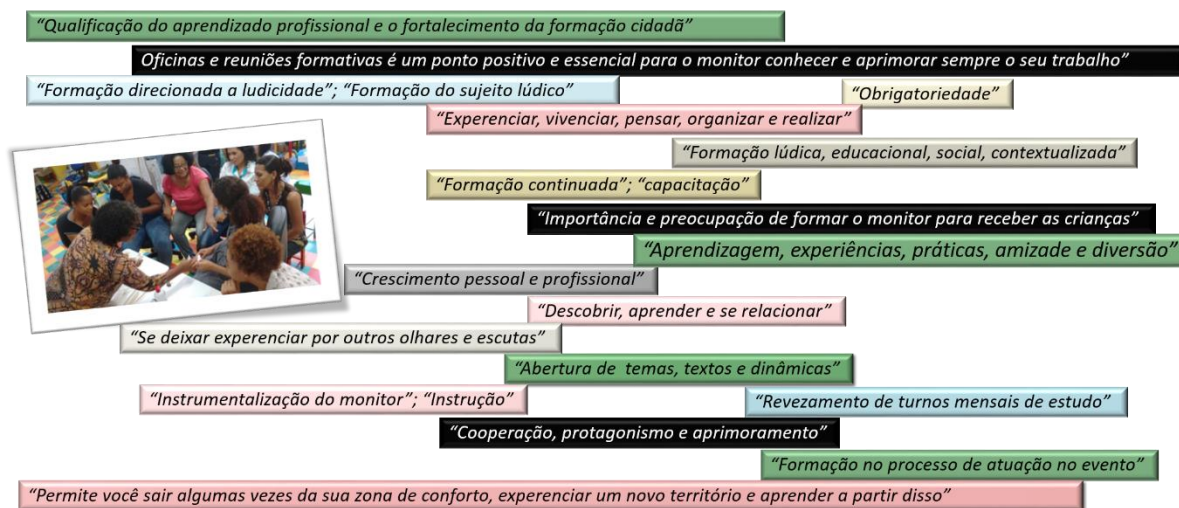 “Qualificação do aprendizado profissional e o fortalecimento da formação cidadã”
Oficinas e reuniões formativas é um ponto positivo e essencial para o monitor conhecer e aprimorar sempre o seu trabalho”
“Formação direcionada a ludicidade”; “Formação do sujeito lúdico”
“Obrigatoriedade”
“Experenciar, vivenciar, pensar, organizar e realizar”
“Formação lúdica, educacional, social, contextualizada”
“Formação continuada”; “capacitação”
“Importância e preocupação de formar o monitor para receber as crianças”
“Aprendizagem, experiências, práticas, amizade e diversão”
“Crescimento pessoal e profissional”
“Descobrir, aprender e se relacionar”
“Se deixar experenciar por outros olhares e escutas”
“Abertura de temas, textos e dinâmicas”
“Instrumentalização do monitor”; “Instrução”
“Revezamento de turnos mensais de estudo”
“Cooperação, protagonismo e aprimoramento”
“Formação no processo de atuação no evento”
“Permite você sair algumas vezes da sua zona de conforto, experenciar um novo território e aprender a partir disso”